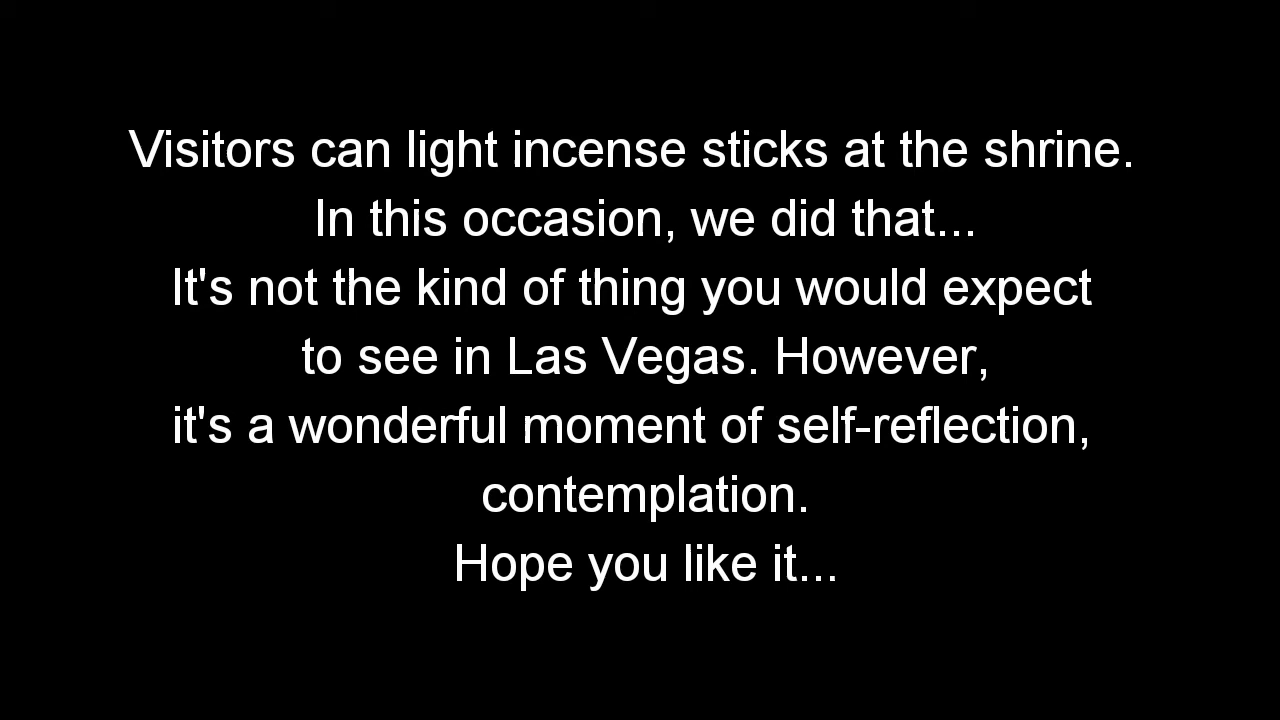 Visitors can light incense sticks at the shrine.
In this occasion, we did that...
It's not the kind of thing you would expect
to see in Las Vegas. However,
it's a wonderful moment of self-reflection,
contemplation.
Hope you like it...